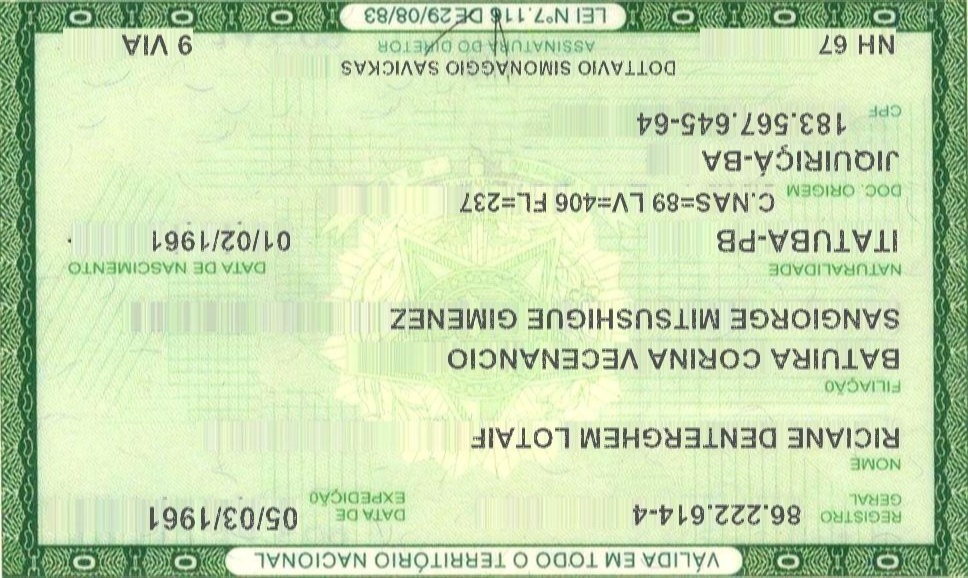 VÁLIDA EM TODO O TERRITÓRIO NACIONAL
REGISTRO GERAL 86.222.614-4 DATA DE EXPEDIÇÃO 05/03/1961
NOME
RICIANE DENTERGHEM LOTAIF
FILIAÇÃO
BATUIRA CORINA VECENANCIO
SANGIORGE MITSUSHIGUE GIMENEZ
NATURALIDADE DATA DE NASCIMENTO
ITATUBA-PB 01/02/1961
DOC. ORIGEM C.NAS=89 LV=406 FL=237
JIQUIRIÇÁ-BA
CPF 183.567.645-64
DOTTAVIO SIMONAGGIO SAVICKAS
NH 67 ASSINATURA DO DIRETOR 9 VIA
LEI Nº7.116 DE 29/08/83